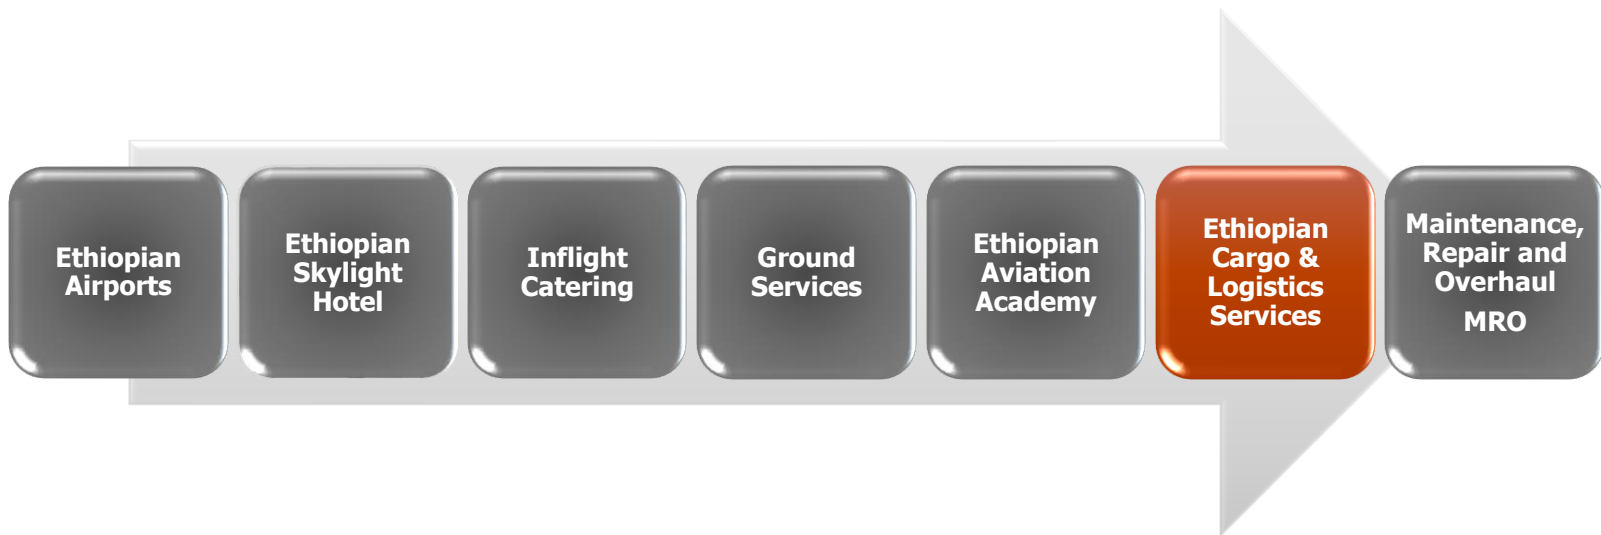 Ethiopian
Airports
Ethiopian
Skylight
Hotel
Inflight
Catering
Ground
Services
Ethiopian
Aviation
Academy
Ethiopian
Cargo &
Logistics
Services
Maintenance,
Repair and
Overhaul
MRO